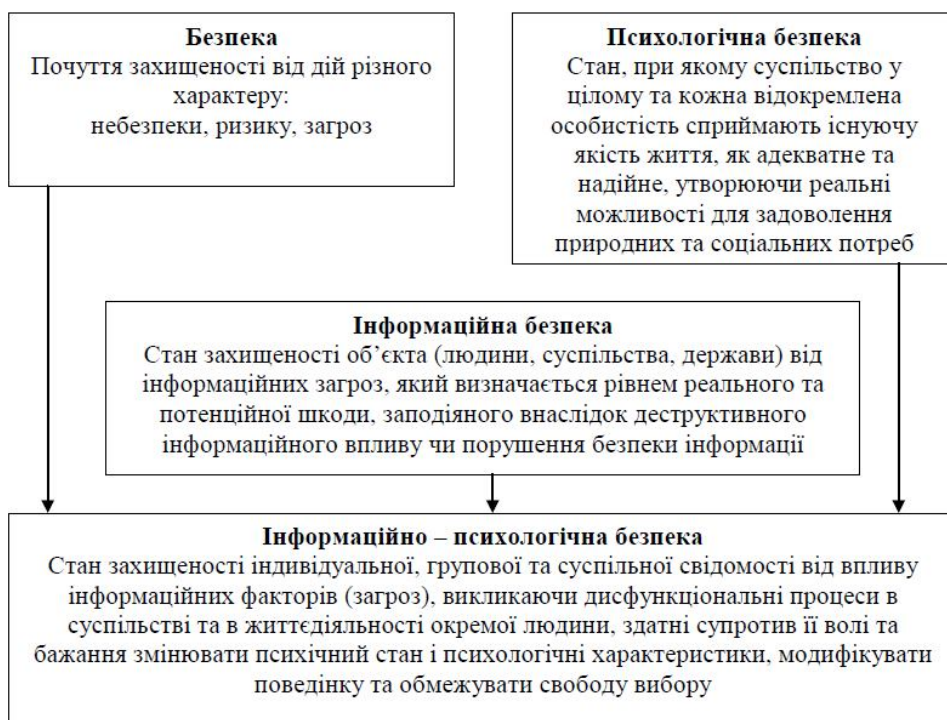 Безпека
Почуття захищеності від дій різного
характеру:
небезпеки, ризику, загроз
Психологічна безпека
Стан, при якому суспільство у
цілому та кожна відокремлена
особистість сприймають існуючу
якість життя, як адекватне та
надійне, утворюючи реальні
можливості для задоволення
природних та соціальних потреб
Інформаційна безпека
Стан захищеності об’єкта (людини, суспільства, держави) від
інформаційних загроз, який визначається рівнем реального та
потенційної шкоди, заподіяного внаслідок деструктивного
інформаційного впливу чи порушення безпеки інформації
Інформаційно – психологічна безпека
Стан захищеності індивідуальної, групової та суспільної свідомості від впливу
інформаційних факторів (загроз), викликаючи дисфункціональні процеси в
суспільстві та в життєдіяльності окремої людини, здатні супротив її волі та
бажання змінювати психічний стан і психологічні характеристики, модифікувати
поведінку та обмежувати свободу вибору